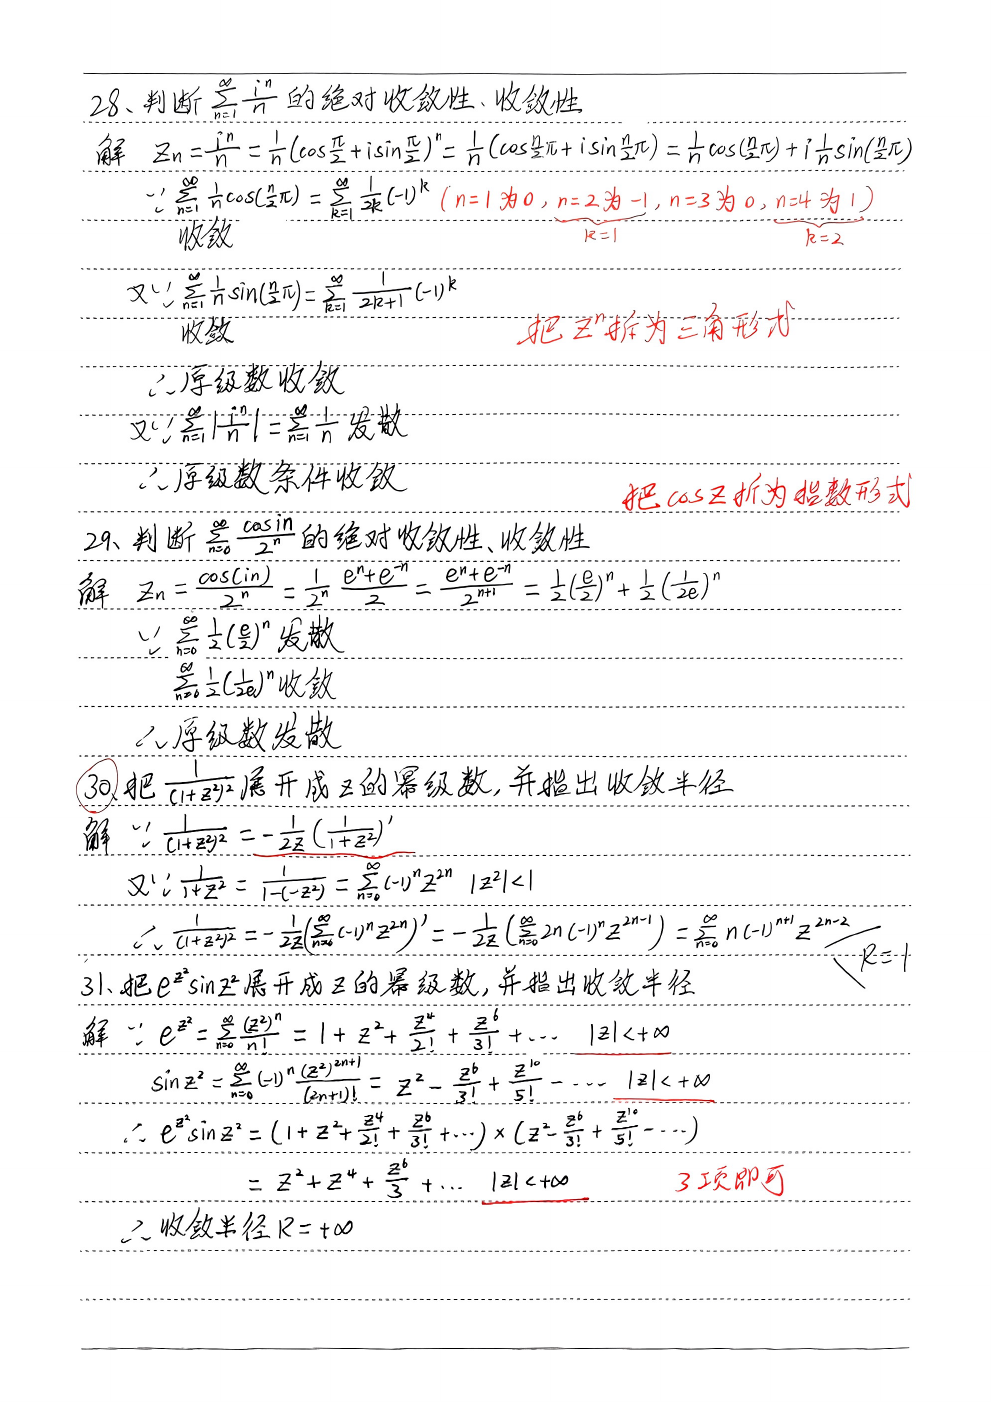 28、判断 $\sum_{n=1}^{\infty}\frac{i^n}{n}$ 的绝对收敛性、收敛性
解 $z_n=\frac{i^n}{n}=\frac{1}{n}(\cos\frac{\pi}{2}+i\sin\frac{\pi}{2})^n=\frac{1}{n}(\cos\frac{n}{2}\pi+i\sin\frac{n}{2}\pi)=\frac{1}{n}\cos(\frac{n}{2}\pi)+i\frac{1}{n}\sin(\frac{n}{2}\pi)$
∵ $\sum_{n=1}^{\infty}\frac{1}{n}\cos(\frac{n}{2}\pi)=\sum_{k=1}^{\infty}\frac{1}{2k}(-1)^k$ (n=1为0, n=2为-1, n=3为0, n=4为1)
收敛 k=1 k=2
又∵ $\sum_{n=1}^{\infty}\frac{1}{n}\sin(\frac{n}{2}\pi)=\sum_{k=1}^{\infty}\frac{1}{2k+1}(-1)^k$
收敛 把 $z^n$ 拆为三角形式
∴原级数收敛
又∵ $\sum_{n=1}^{\infty}|\frac{i^n}{n}|=\sum_{n=1}^{\infty}\frac{1}{n}$ 发散
∴原级数条件收敛
把cosz拆为指数形式
29、判断 $\sum_{n=0}^{\infty}\frac{\cos in}{2^n}$ 的绝对收敛性、收敛性
解 $z_n=\frac{\cos(in)}{2^n}=\frac{1}{2^n}\frac{e^n+e^{-n}}{2}=\frac{e^n+e^{-n}}{2^{n+1}}=\frac{1}{2}(\frac{e}{2})^n+\frac{1}{2}(\frac{1}{2e})^n$
∵ $\sum_{n=0}^{\infty}\frac{1}{2}(\frac{e}{2})^n$ 发散
$\sum_{n=0}^{\infty}\frac{1}{2}(\frac{1}{2e})^n$ 收敛
∴原级数发散
30、把 $\frac{1}{(1+z^2)^2}$ 展开成z的幂级数,并指出收敛半径
解 ∵ $\frac{1}{(1+z^2)^2}=-\frac{1}{2z}(\frac{1}{1+z^2})'$
又∵ $\frac{1}{1+z^2}=\frac{1}{1-(-z^2)}=\sum_{n=0}^{\infty}(-1)^nz^{2n}$ $|z^2|<1$
∴ $\frac{1}{(1+z^2)^2}=-\frac{1}{2z}(\sum_{n=0}^{\infty}(-1)^nz^{2n})'=-\frac{1}{2z}(\sum_{n=0}^{\infty}2n(-1)^nz^{2n-1})=\sum_{n=0}^{\infty}n(-1)^{n+1}z^{2n-2}$
R=1
31、把 $e^{z^2}\sin z^2$ 展开成z的幂级数,并指出收敛半径
解 ∵ $e^{z^2}=\sum_{n=0}^{\infty}\frac{(z^2)^n}{n!}=1+z^2+\frac{z^4}{2!}+\frac{z^6}{3!}+\cdots$ $|z|<+\infty$
$\sin z^2=\sum_{n=0}^{\infty}(-1)^n\frac{(z^2)^{2n+1}}{(2n+1)!}=z^2-\frac{z^6}{3!}+\frac{z^{10}}{5!}-\cdots$ $|z|<+\infty$
∴ $e^{z^2}\sin z^2=(1+z^2+\frac{z^4}{2!}+\frac{z^6}{3!}+\cdots)\times(z^2-\frac{z^6}{3!}+\frac{z^{10}}{5!}-\cdots)$
$=z^2+z^4+\frac{z^6}{3}+\cdots$ $|z|<+\infty$ 3项即可
∴收敛半径R=+∞